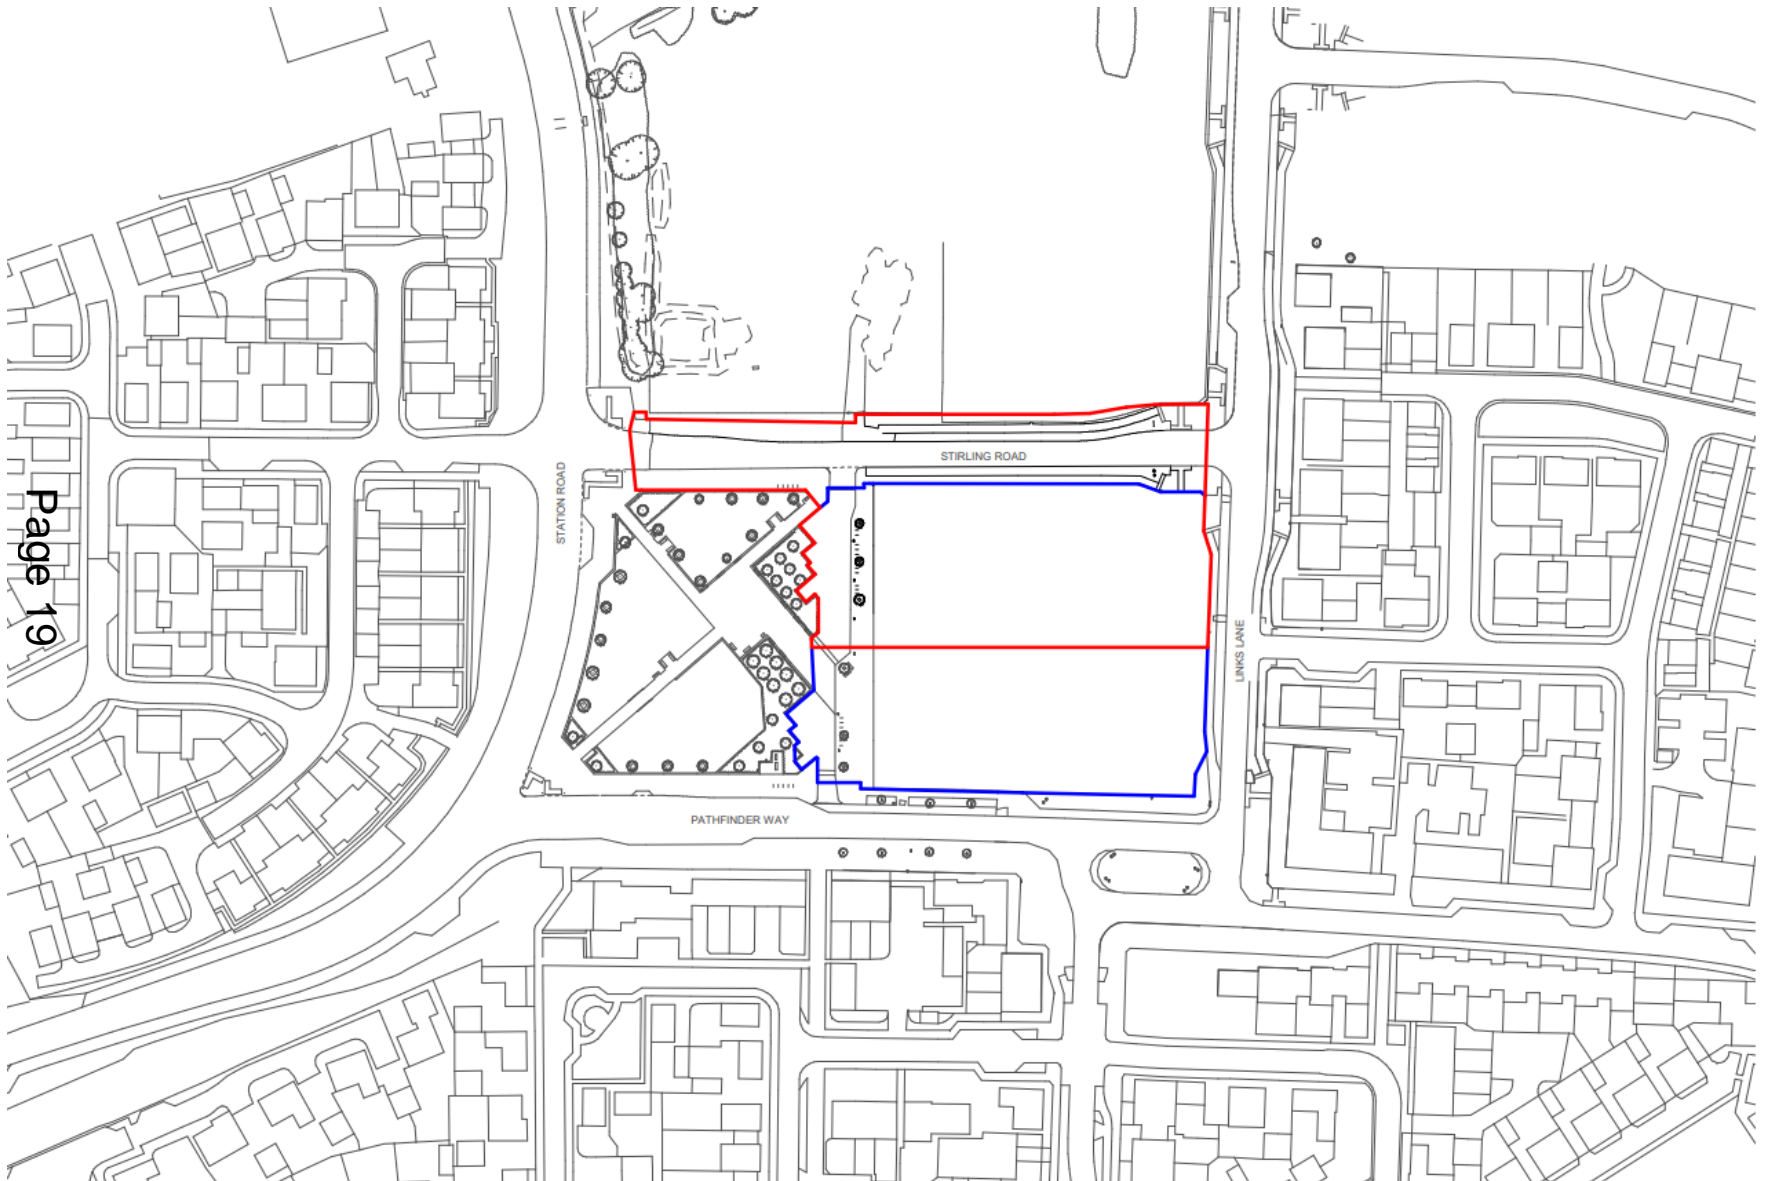 STIRLING ROAD
STATION ROAD
Page 19
LINKS LANE
PATHFINDER WAY